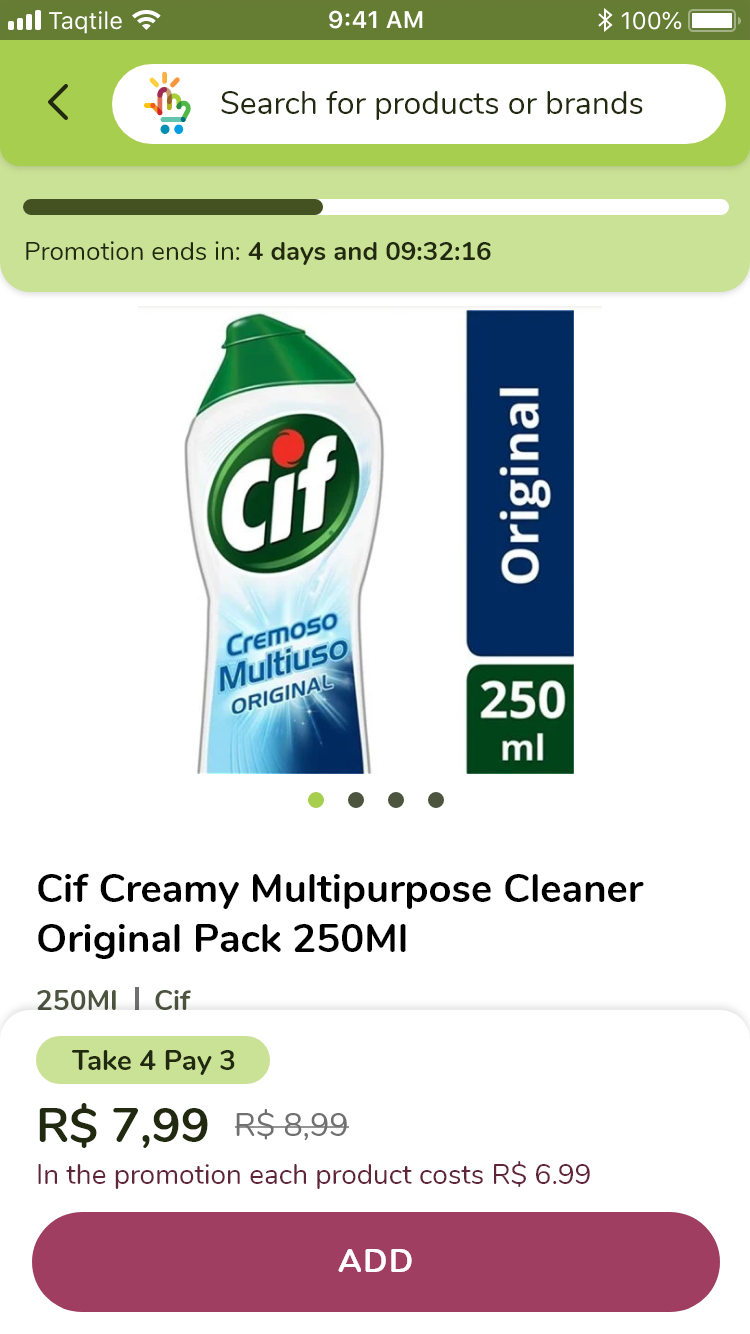 Taqtile 9:41 AM 100%
Search for products or brands
Promotion ends in: 4 days and 09:32:16
Cif
Cremoso
Multiuso
ORIGINAL
Original
250
ml
Cif Creamy Multipurpose Cleaner
Original Pack 250Ml
250Ml | Cif
Take 4 Pay 3
R$ 7,99 R$ 8,99
In the promotion each product costs R$ 6.99
ADD